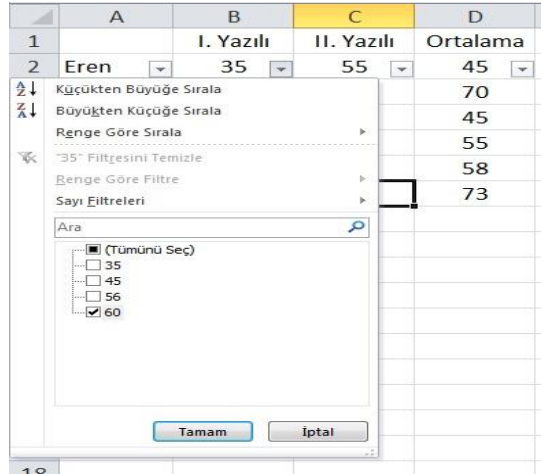 A B C D
1 I. Yazılı II. Yazılı Ortalama
2 Eren 35 55 45
Küçükten Büyüğe Sırala 70
Büyükten Küçüğe Sırala 45
Renge Göre Sırala 55
"35" Filtresini Temizle 58
Renge Göre Filtre
Sayı Filtreleri 73
Ara
(Tümünü Seç)
35
45
56
60
Tamam İptal
18